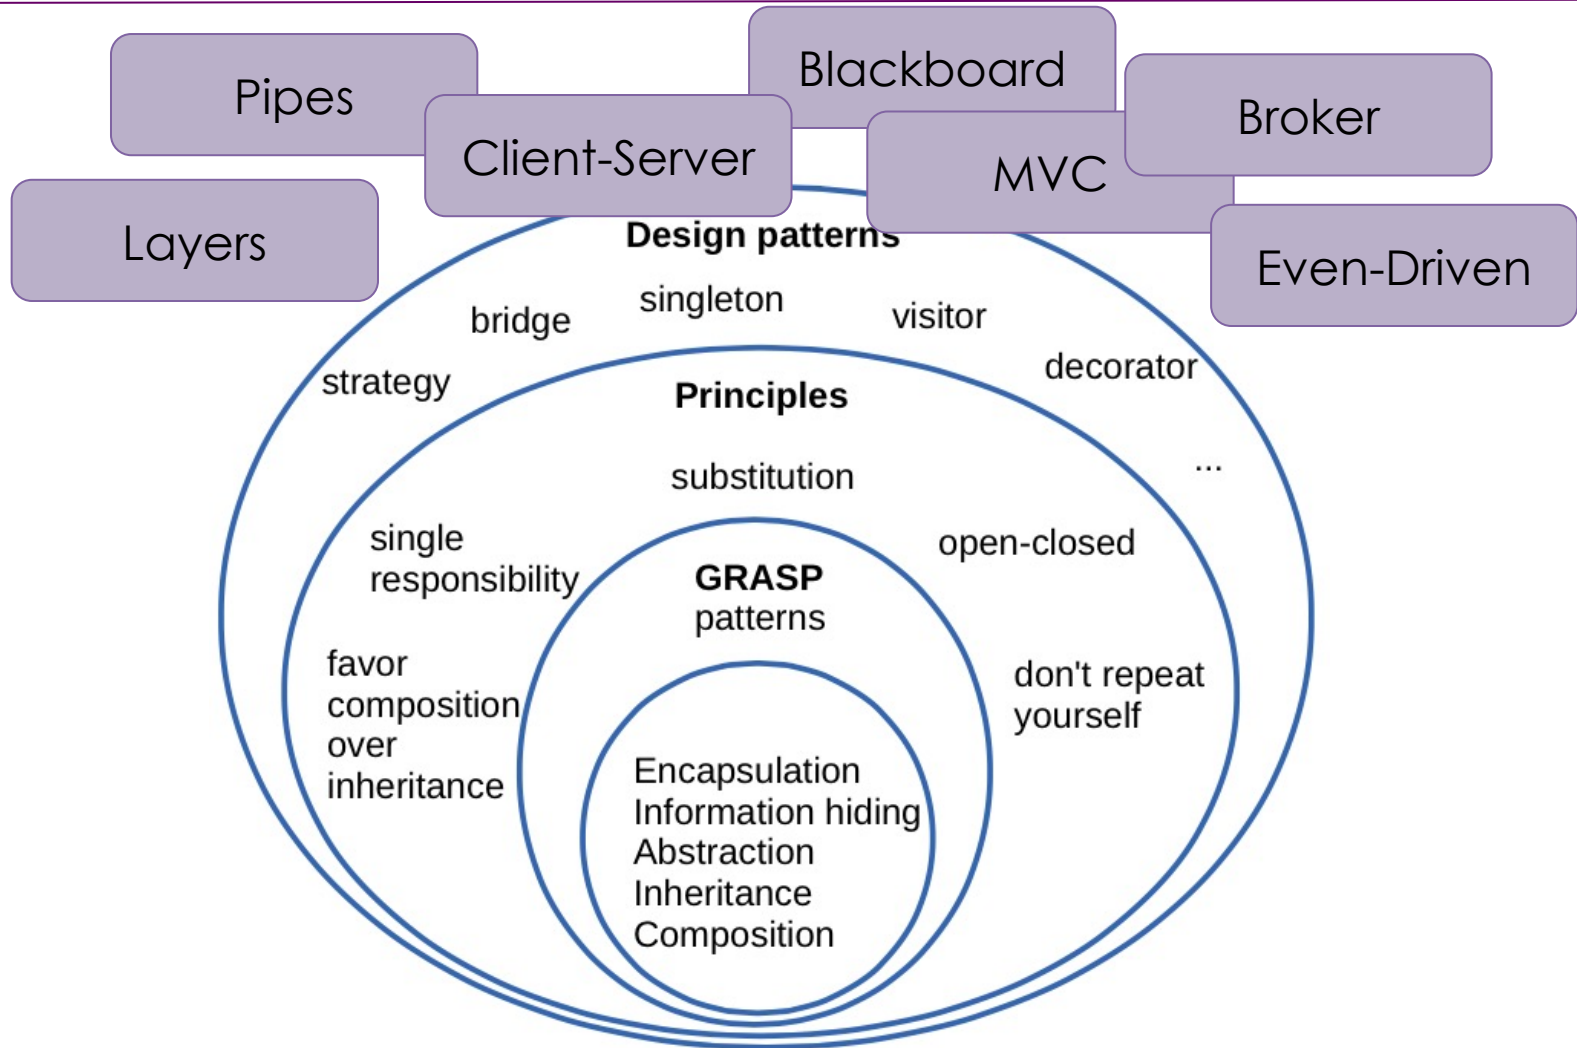 Pipes
Blackboard
Broker
Client-Server
MVC
Layers
Even-Driven
Design patterns
bridge
singleton
visitor
strategy
decorator
Principles
...
substitution
single
responsibility
open-closed
GRASP
patterns
favor
composition
over
inheritance
don't repeat
yourself
Encapsulation
Information hiding
Abstraction
Inheritance
Composition